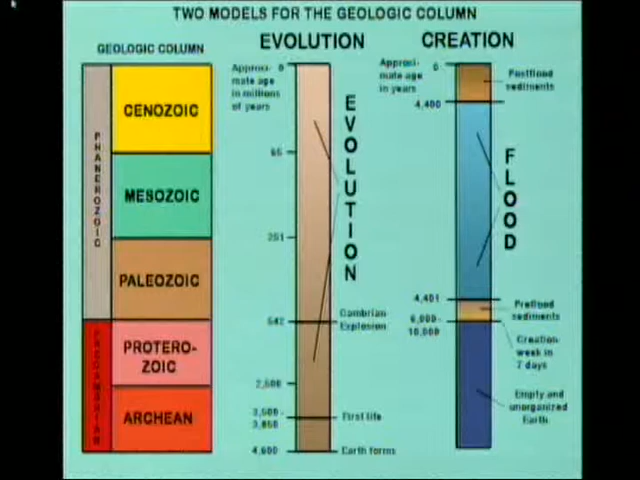 TWO MODELS FOR THE GEOLOGIC COLUMN
GEOLOGIC COLUMN
EVOLUTION
CREATION
PHANEROZOIC
PRECAMBRIAN
CENOZOIC
MESOZOIC
PALEOZOIC
PROTERO-
ZOIC
ARCHEAN
Approxi-
mate age
in millions
of years
0
65
251
542
2,500
3,500-
3,850
4,600
EVOLUTION
Cambrian
Explosion
First life
Earth forms
Approxi-
mate age
in years
0
4,400
4,401
6,000-
10,000
Postflood
sediments
FLOOD
Preflood
sediments
Creation
week in
7 days
Empty and
unorganized
Earth